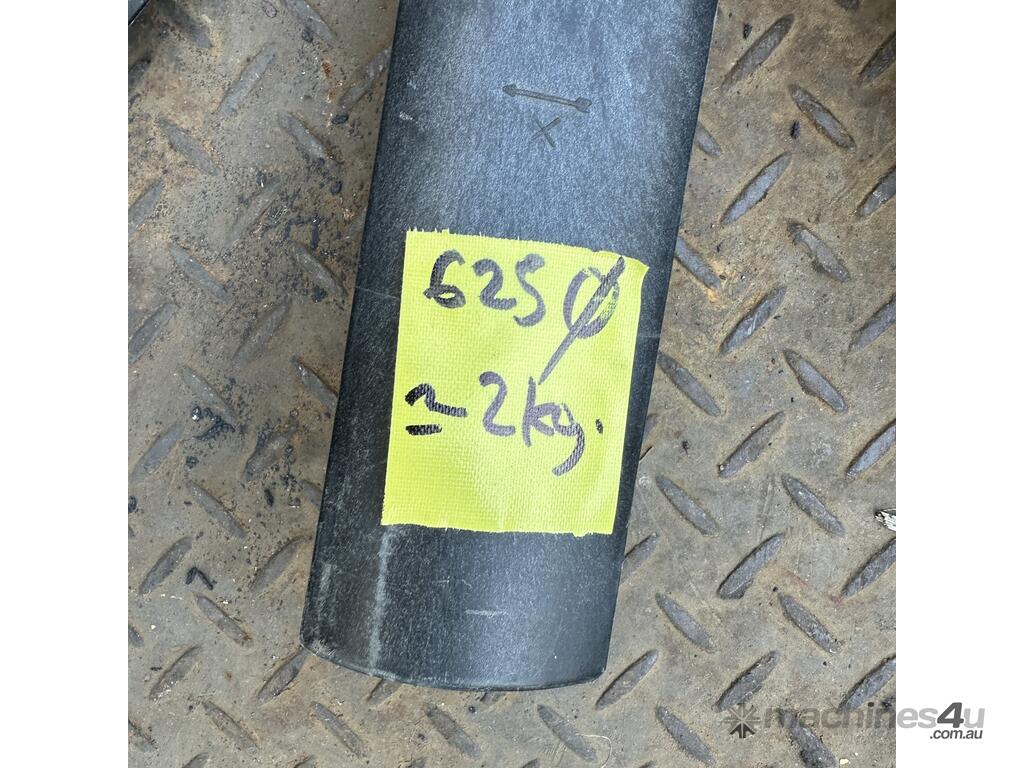 625 ø
≃ 2kg.
machines4u
.com.au